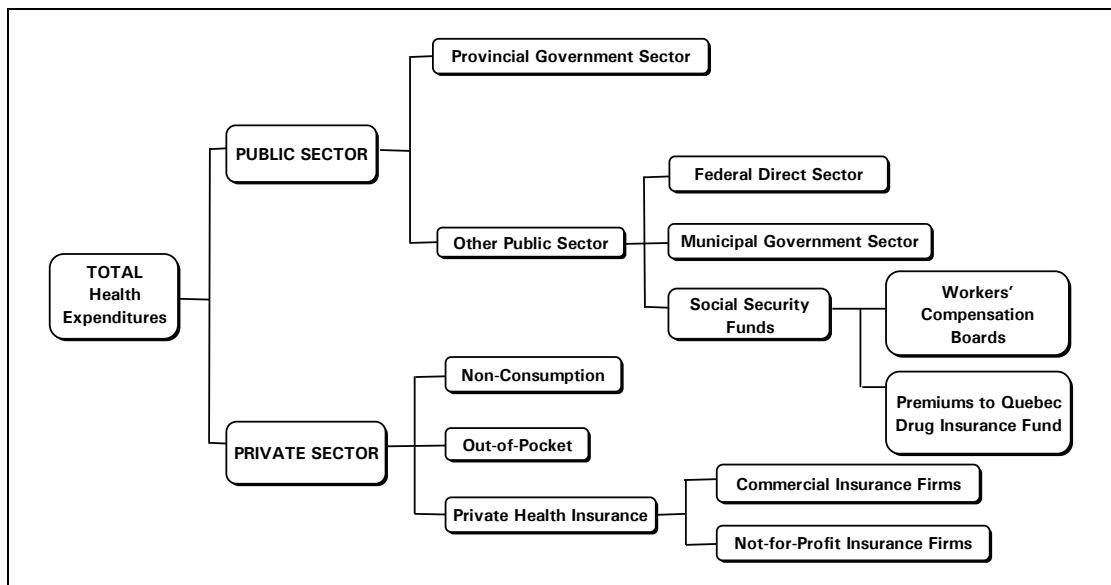 TOTAL
Health
Expenditures
PUBLIC SECTOR
Provincial Government Sector
Other Public Sector
Federal Direct Sector
Municipal Government Sector
Social Security
Funds
Workers’
Compensation
Boards
Premiums to Quebec
Drug Insurance Fund
PRIVATE SECTOR
Non-Consumption
Out-of-Pocket
Private Health Insurance
Commercial Insurance Firms
Not-for-Profit Insurance Firms